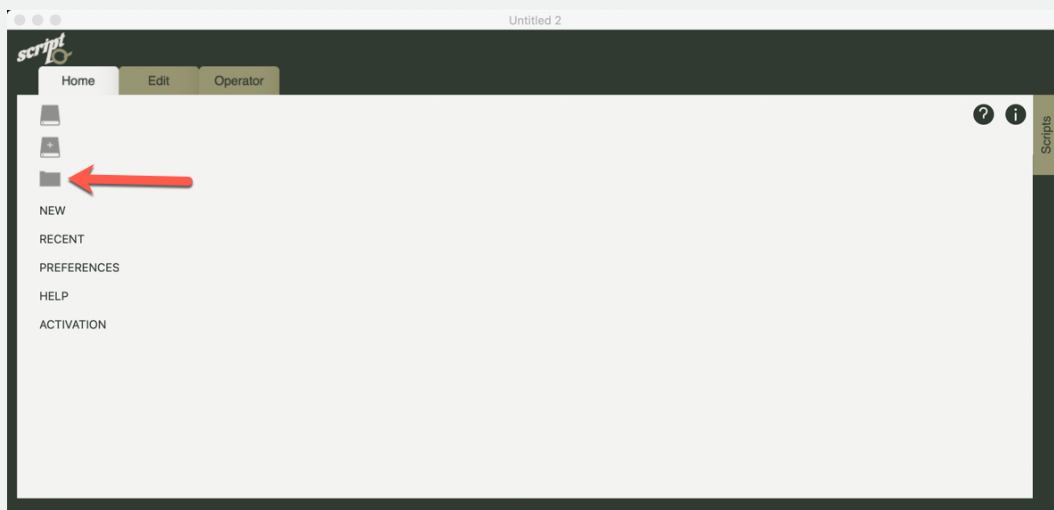 Untitled 2
script
Home Edit Operator
? i
Scripts
NEW
RECENT
PREFERENCES
HELP
ACTIVATION